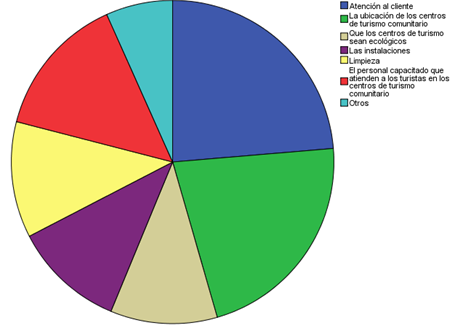 Atención al cliente
La ubicación de los centros
de turismo comunitario
Que los centros de turismo
sean ecológicos
Las instalaciones
Limpieza
El personal capacitado que
atienden a los turistas en los
centros de turismo
comunitario
Otros